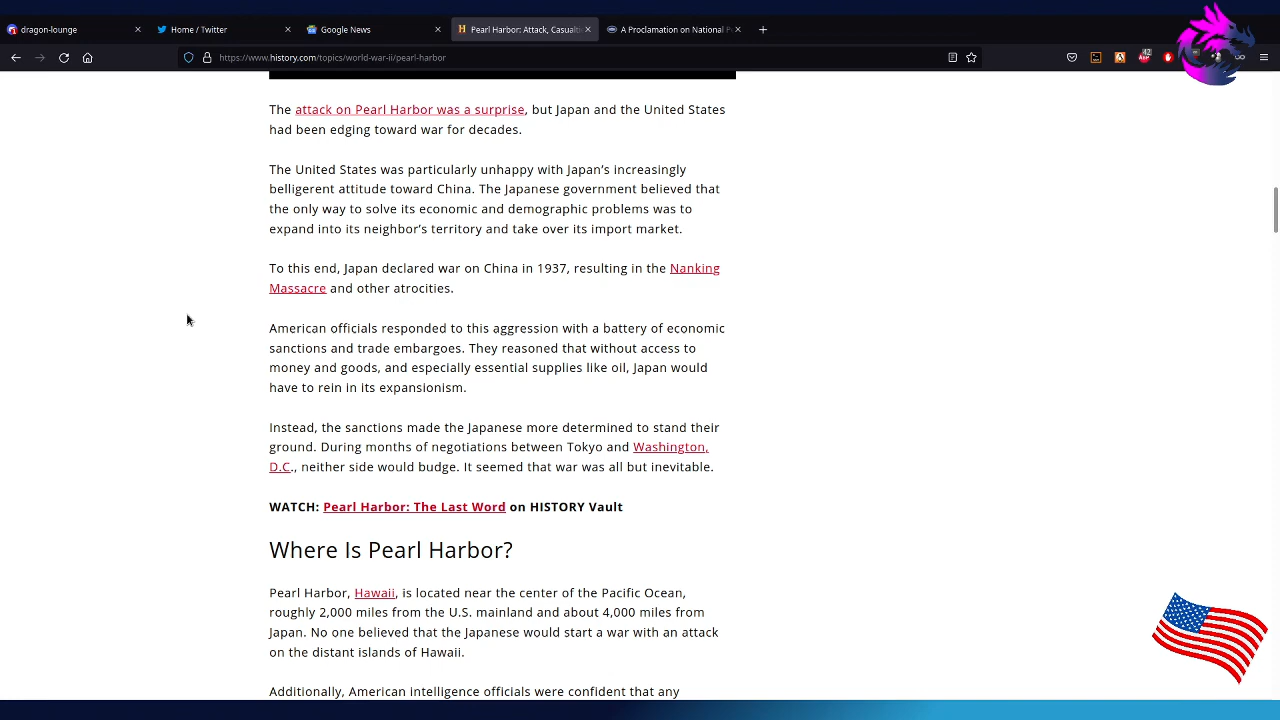 dragon-lounge
Home / Twitter
Google News
Pearl Harbor: Attack, Casualti
A Proclamation on National P
https://www.history.com/topics/world-war-ii/pearl-harbor
42
The attack on Pearl Harbor was a surprise, but Japan and the United States
had been edging toward war for decades.
The United States was particularly unhappy with Japan's increasingly
belligerent attitude toward China. The Japanese government believed that
the only way to solve its economic and demographic problems was to
expand into its neighbor's territory and take over its import market.
To this end, Japan declared war on China in 1937, resulting in the Nanking
Massacre and other atrocities.
American officials responded to this aggression with a battery of economic
sanctions and trade embargoes. They reasoned that without access to
money and goods, and especially essential supplies like oil, Japan would
have to rein in its expansionism.
Instead, the sanctions made the Japanese more determined to stand their
ground. During months of negotiations between Tokyo and Washington,
D.C., neither side would budge. It seemed that war was all but inevitable.
WATCH: Pearl Harbor: The Last Word on HISTORY Vault
Where Is Pearl Harbor?
Pearl Harbor, Hawaii, is located near the center of the Pacific Ocean,
roughly 2,000 miles from the U.S. mainland and about 4,000 miles from
Japan. No one believed that the Japanese would start a war with an attack
on the distant islands of Hawaii.
Additionally, American intelligence officials were confident that any